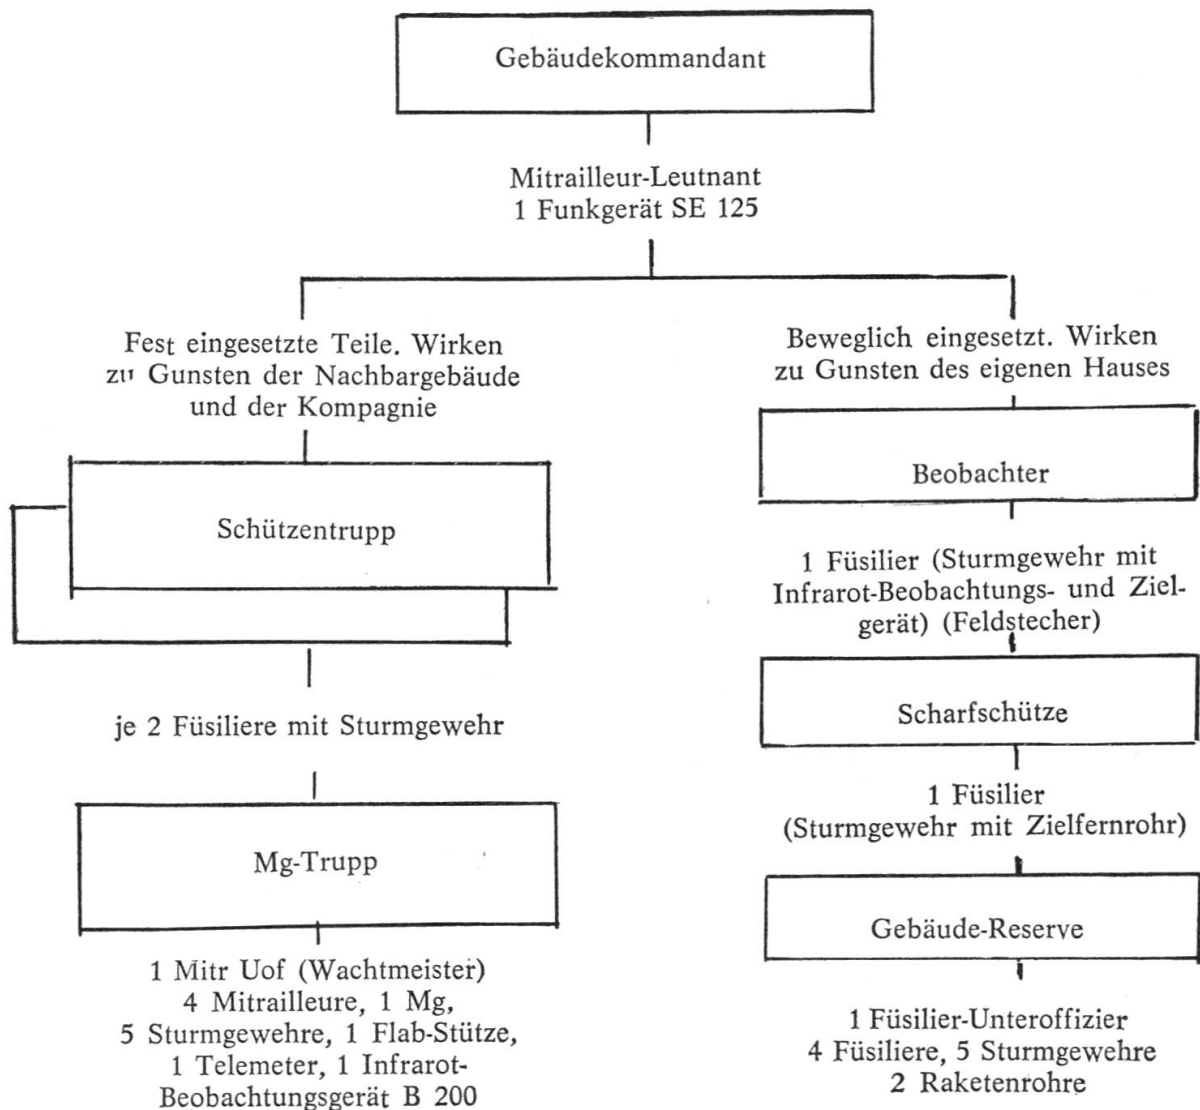 Gebäudekommandant
Mitrailleur-Leutnant
1 Funkgerät SE 125
Fest eingesetzte Teile. Wirken
zu Gunsten der Nachbargebäude
und der Kompagnie
Schützentrupp
je 2 Füsiliere mit Sturmgewehr
Mg-Trupp
1 Mitr Uof (Wachtmeister)
4 Mitrailleure, 1 Mg,
5 Sturmgewehre, 1 Flab-Stütze,
1 Telemeter, 1 Infrarot-
Beobachtungsgerät B 200
Beweglich eingesetzt. Wirken
zu Gunsten des eigenen Hauses
Beobachter
1 Füsilier (Sturmgewehr mit
Infrarot-Beobachtungs- und Ziel-
gerät) (Feldstecher)
Scharfschütze
1 Füsilier
(Sturmgewehr mit Zielfernrohr)
Gebäude-Reserve
1 Füsilier-Unteroffizier
4 Füsiliere, 5 Sturmgewehre
2 Raketenrohre